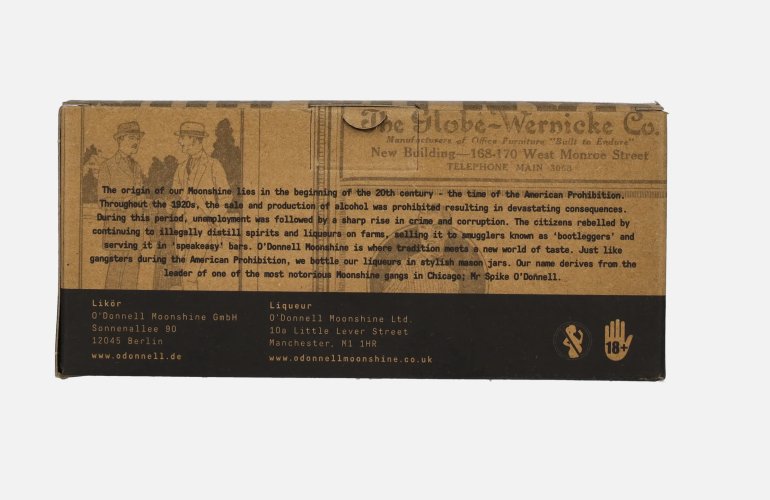 The Globe-Wernicke Co.
Manufacturers of Office Furniture "Built to Endure"
New Building—168-170 West Monroe Street
TELEPHONE MAIN 3068
The origin of our Moonshine lies in the beginning of the 20th century - the time of the American Prohibition.
Throughout the 1920s, the sale and production of alcohol was prohibited resulting in devastating consequences.
During this period, unemployment was followed by a sharp rise in crime and corruption. The citizens rebelled by
continuing to illegally distill spirits and liqueurs on farms, selling it to smugglers known as 'bootleggers' and
serving it in 'speakeasy' bars. O'Donnell Moonshine is where tradition meets a new world of taste. Just like
gangsters during the American Prohibition, we bottle our liqueurs in stylish mason jars. Our name derives from the
leader of one of the most notorious Moonshine gangs in Chicago; Mr Spike O'Donnell.
Likör
O'Donnell Moonshine GmbH
Sonnenallee 90
12045 Berlin
www.odonnell.de
Liqueur
O'Donnell Moonshine Ltd.
10a Little Lever Street
Manchester, M1 1HR
www.odonnellmoonshine.co.uk
18+